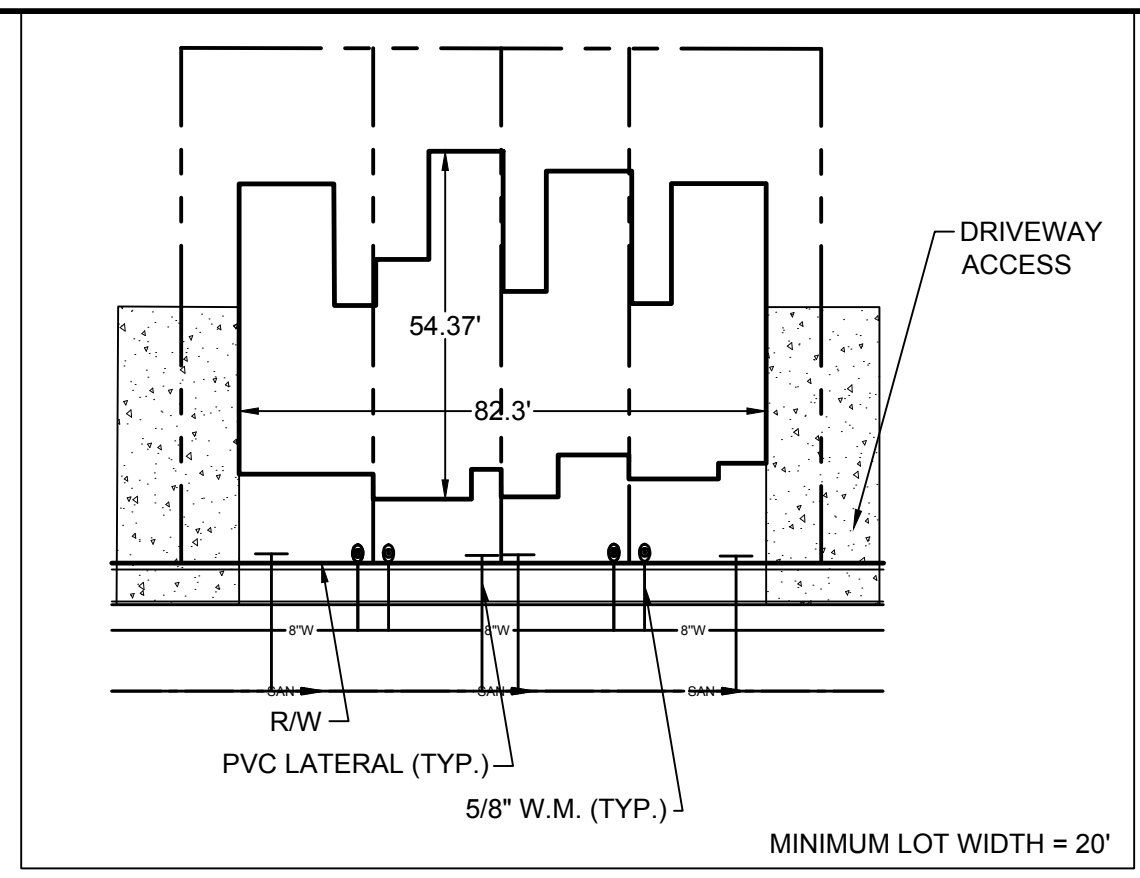 DRIVEWAY
ACCESS
54.37'
82.3'
8"W
8"W
8"W
SAN
SAN
SAN
R/W
PVC LATERAL (TYP.)
5/8" W.M. (TYP.)
MINIMUM LOT WIDTH = 20'